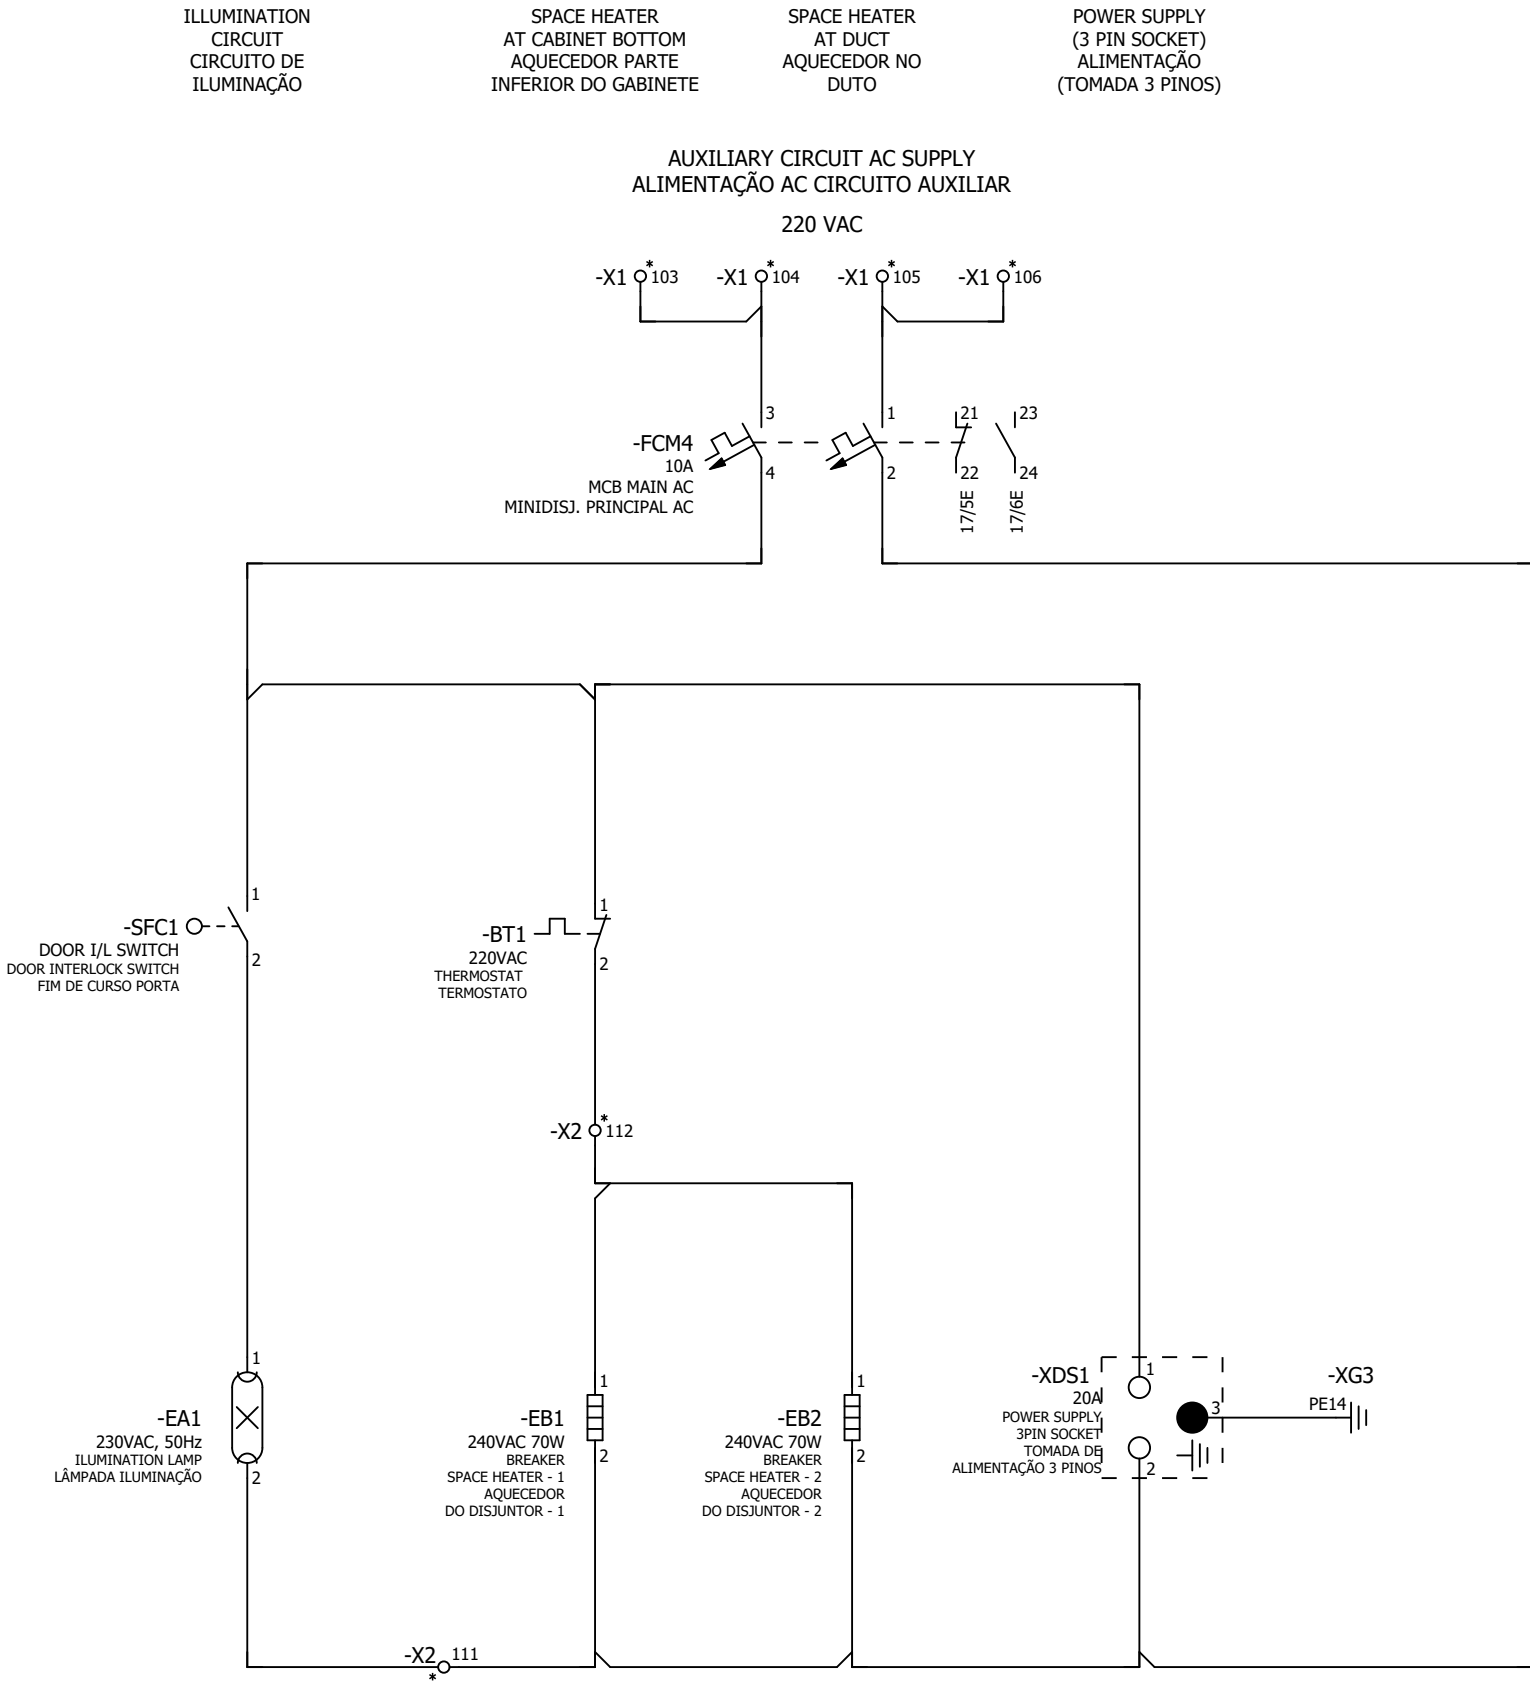 ILLUMINATION
CIRCUIT
CIRCUITO DE
ILUMINAÇÃO
SPACE HEATER
AT CABINET BOTTOM
AQUECEDOR PARTE
INFERIOR DO GABINETE
SPACE HEATER
AT DUCT
AQUECEDOR NO
DUTO
POWER SUPPLY
(3 PIN SOCKET)
ALIMENTAÇÃO
(TOMADA 3 PINOS)
AUXILIARY CIRCUIT AC SUPPLY
ALIMENTAÇÃO AC CIRCUITO AUXILIAR
220 VAC
-X1 * 103
-X1 * 104
-X1 * 105
-X1 * 106
-FCM4
10A
MCB MAIN AC
MINIDISJ. PRINCIPAL AC
3
4
1
2
21
22
17/5E
23
24
17/6E
-SFC1
DOOR I/L SWITCH
DOOR INTERLOCK SWITCH
FIM DE CURSO PORTA
1
2
-BT1
220VAC
THERMOSTAT
TERMOSTATO
1
2
-X2 * 112
-EA1
230VAC, 50Hz
ILUMINATION LAMP
LÂMPADA ILUMINAÇÃO
1
2
-EB1
240VAC 70W
BREAKER
SPACE HEATER - 1
AQUECEDOR
DO DISJUNTOR - 1
1
2
-EB2
240VAC 70W
BREAKER
SPACE HEATER - 2
AQUECEDOR
DO DISJUNTOR - 2
1
2
-XDS1
20A
POWER SUPPLY
3PIN SOCKET
TOMADA DE
ALIMENTAÇÃO 3 PINOS
1
2
3
-XG3
PE14
-X2 111
*